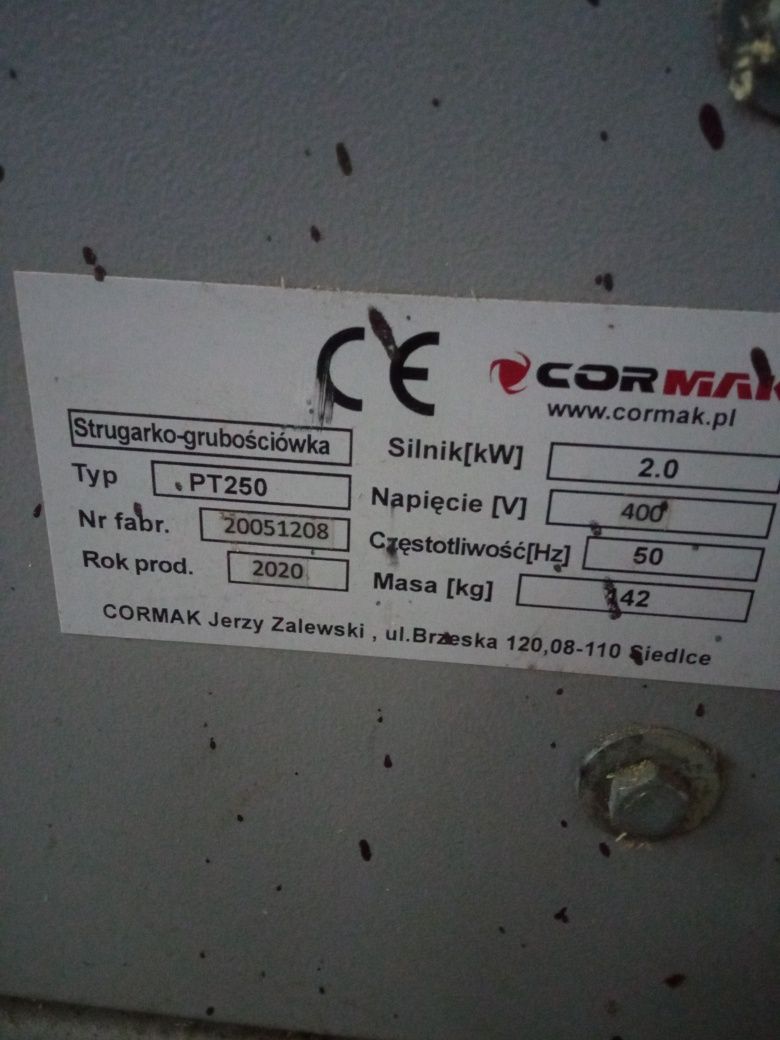 CE CORMAK
www.cormak.pl
Strugarko-grubościówka
Typ PT250
Nr fabr. 20051208
Rok prod. 2020
Silnik[kW] 2.0
Napięcie [V] 400
Częstotliwość[Hz] 50
Masa [kg] 142
CORMAK Jerzy Zalewski , ul.Brzeska 120,08-110 Siedlce